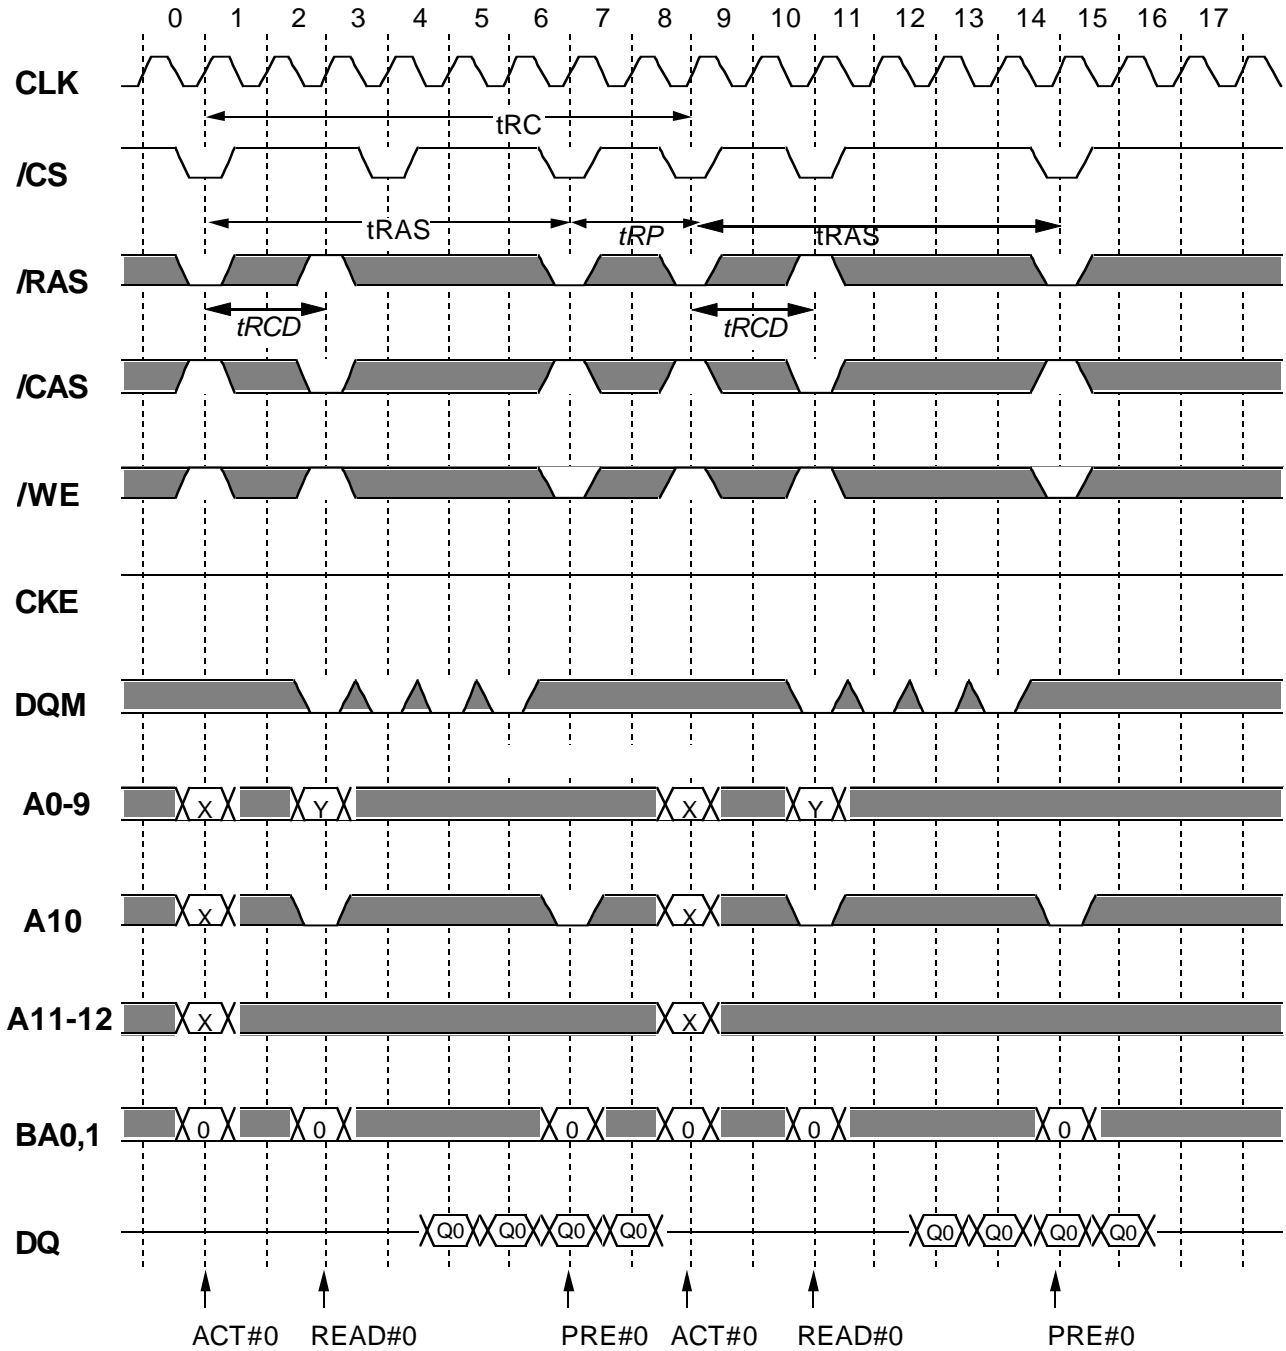 0 1 2 3 4 5 6 7 8 9 10 11 12 13 14 15 16 17
CLK
tRC
/CS
tRAS tRP tRAS
/RAS
tRCD tRCD
/CAS
/WE
CKE
DQM
A0-9 X Y X Y
A10 X X
A11-12 X X
BA0,1 0 0 0 0 0 0
DQ Q0 Q0 Q0 Q0 Q0 Q0 Q0 Q0
ACT#0 READ#0 PRE#0 ACT#0 READ#0 PRE#0